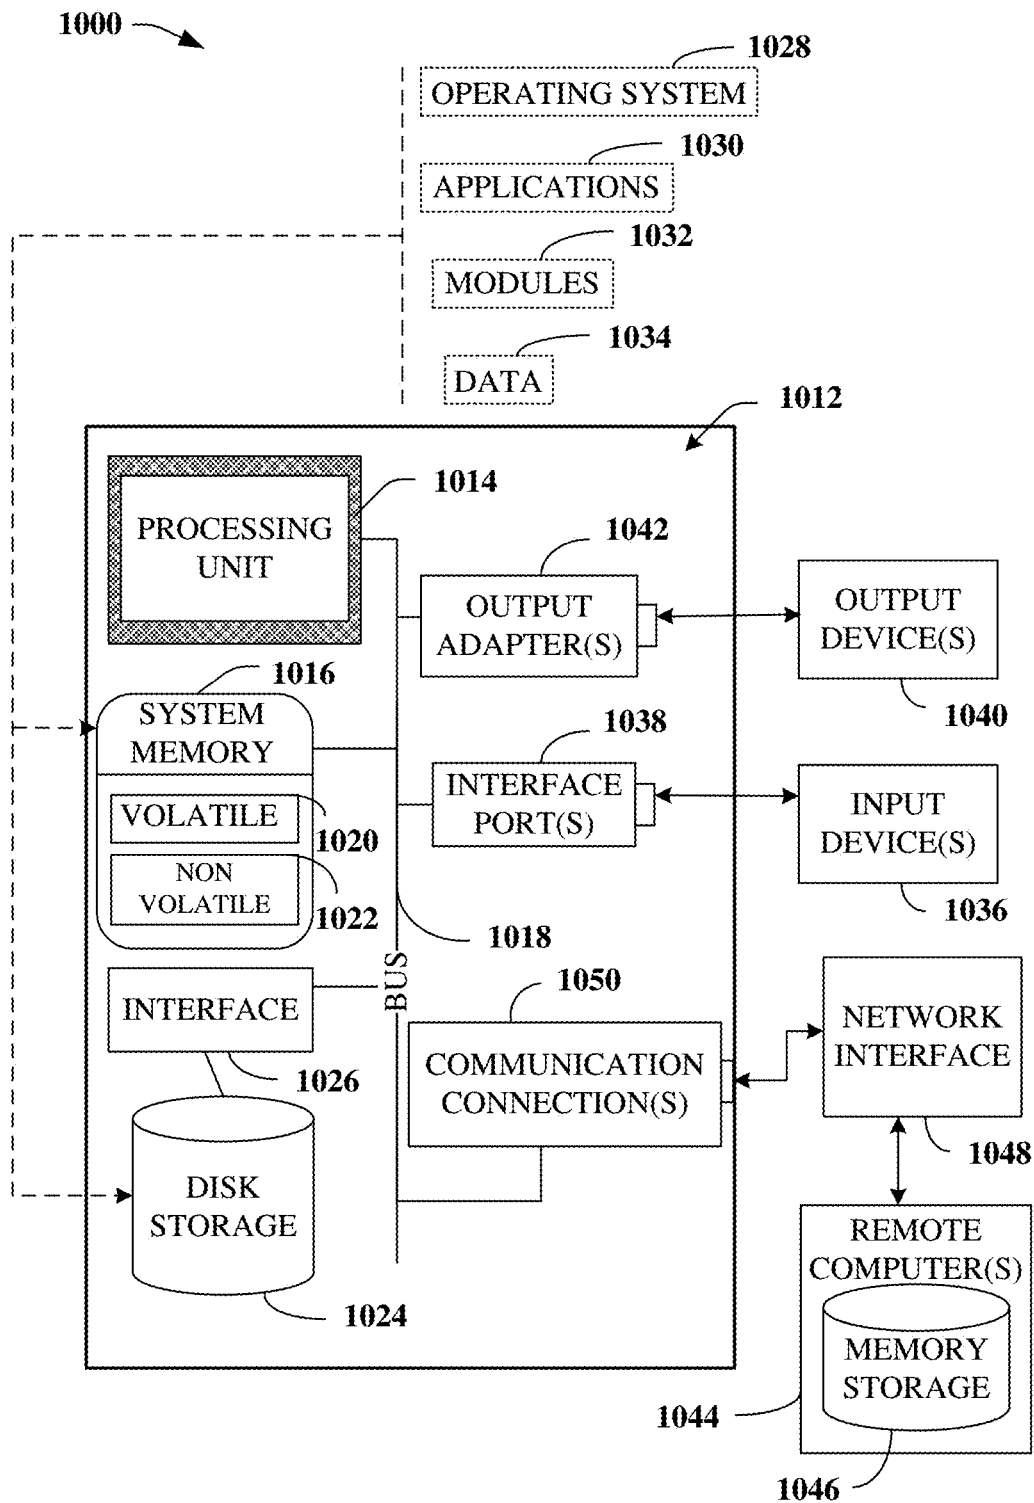 1000
1028
OPERATING SYSTEM
1030
APPLICATIONS
1032
MODULES
1034
DATA
1012
1014
PROCESSING
UNIT
1042
OUTPUT
ADAPTER(S)
OUTPUT
DEVICE(S)
1040
1016
SYSTEM
MEMORY
VOLATILE
1020
NON
VOLATILE
1022
1038
INTERFACE
PORT(S)
INPUT
DEVICE(S)
1036
1018
BUS
INTERFACE
1026
1050
COMMUNICATION
CONNECTION(S)
NETWORK
INTERFACE
1048
DISK
STORAGE
1024
REMOTE
COMPUTER(S)
MEMORY
STORAGE
1044
1046